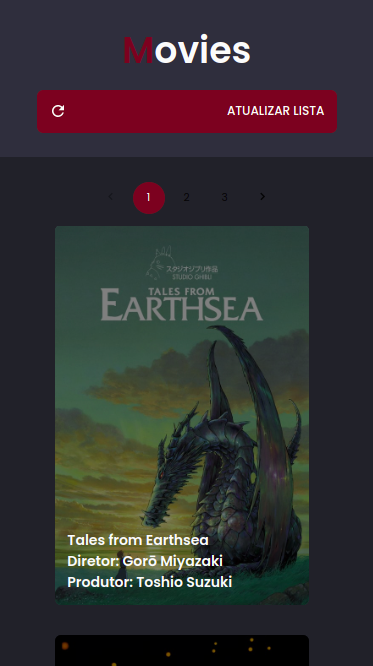 Movies
ATUALIZAR LISTA
1 2 3
スタジオジブリ作品
STUDIO GHIBLI
TALES FROM
EARTHSEA
Tales from Earthsea
Diretor: Gorō Miyazaki
Produtor: Toshio Suzuki